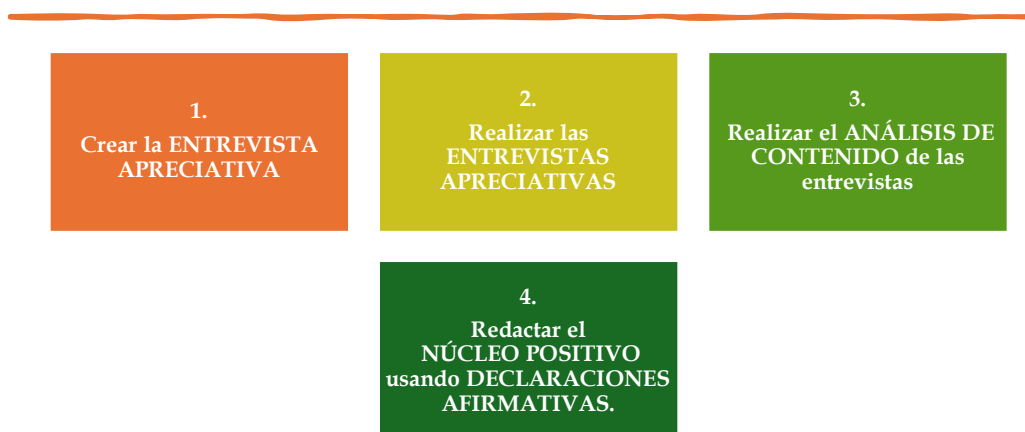 1.
Crear la ENTREVISTA
APRECIATIVA
2.
Realizar las
ENTREVISTAS
APRECIATIVAS
3.
Realizar el ANÁLISIS DE
CONTENIDO de las
entrevistas
4.
Redactar el
NÚCLEO POSITIVO
usando DECLARACIONES
AFIRMATIVAS.